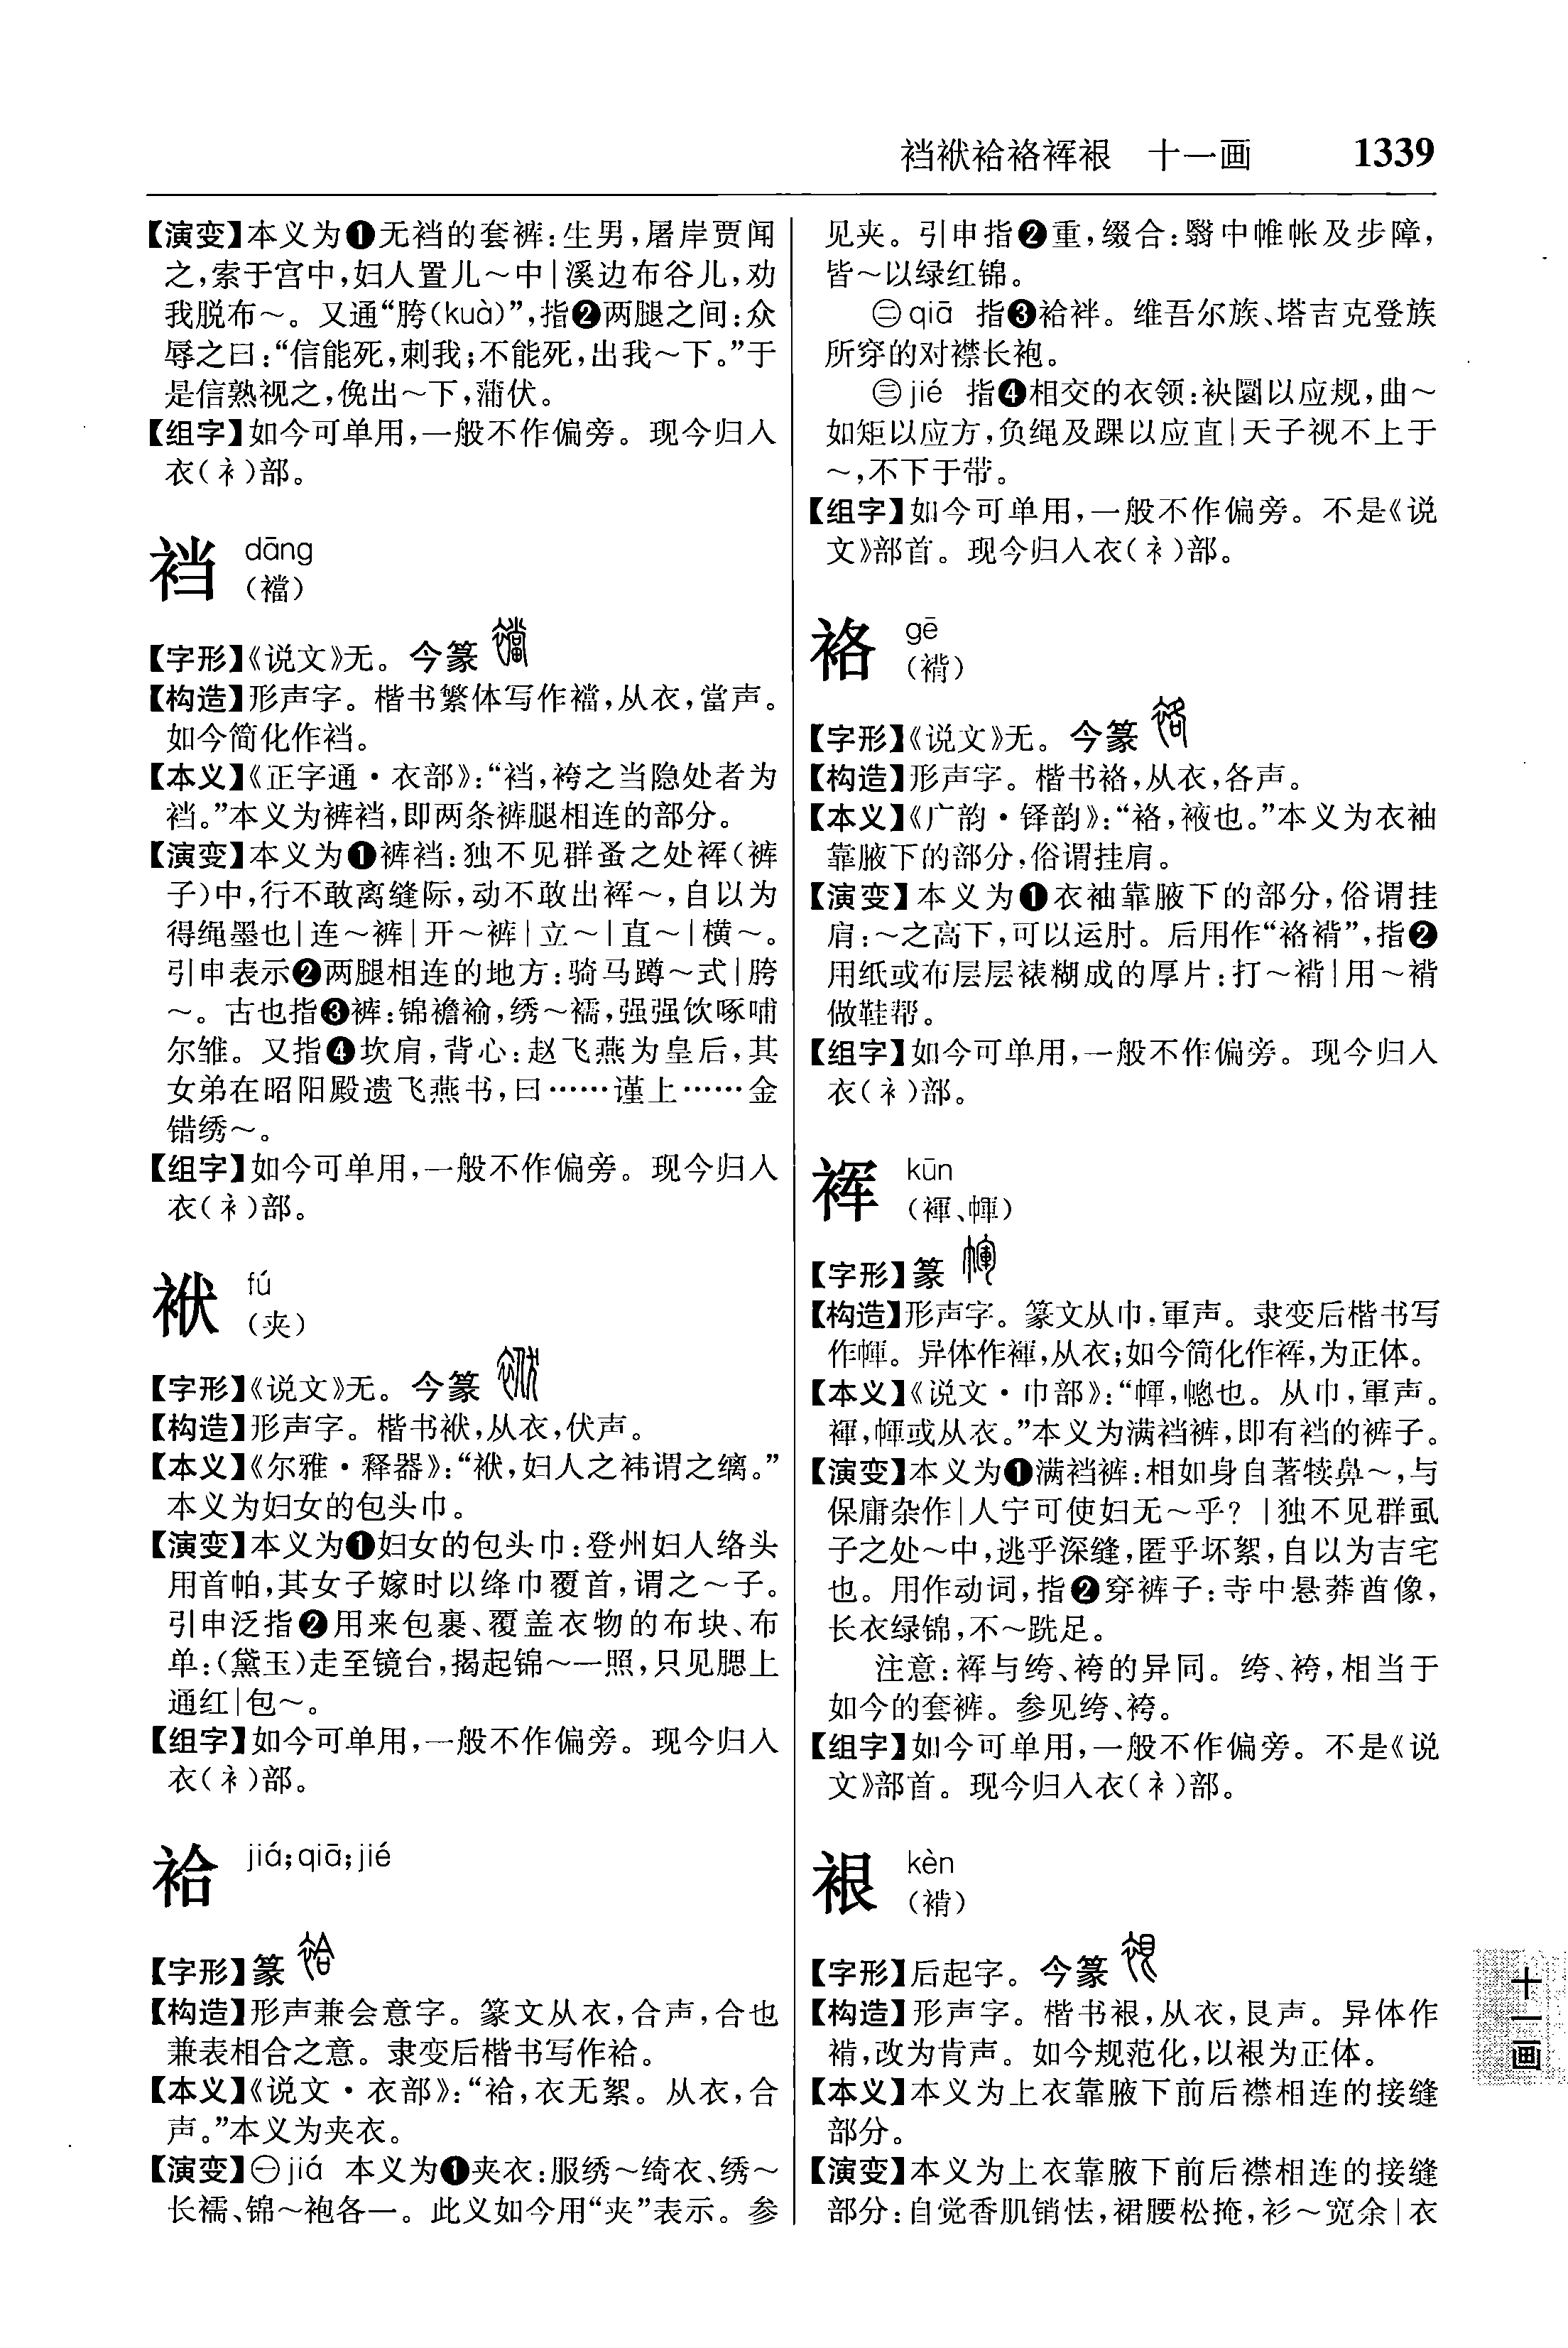 裆袱袷袼裈裉　十一画　1339
【演变】本义为❶无裆的套裤:生男,屠岸贾闻
之,索于宫中,妇人置儿～中|溪边布谷儿,劝
我脱布～。又通“胯(kuà)”,指❷两腿之间:众
辱之曰:“信能死,刺我;不能死,出我～下。”于
是信熟视之,俛出～下,蒲伏。
【组字】如今可单用,一般不作偏旁。现今归入
衣(衤)部。
裆 dāng
(襠)
【字形】《说文》无。今篆
【构造】形声字。楷书繁体写作襠,从衣,當声。
如今简化作裆。
【本义】《正字通·衣部》:“裆,袴之当隐处者为
裆。”本义为裤裆,即两条裤腿相连的部分。
【演变】本义为❶裤裆:独不见群蚤之处裈(裤
子)中,行不敢离缝际,动不敢出裈～,自以为
得绳墨也|连～裤|开～裤|立～|直～|横～。
引申表示❷两腿相连的地方:骑马蹲～式|胯
～。古也指❸裤:锦襜褕,绣～襦,强强饮啄哺
尔雏。又指❹坎肩,背心:赵飞燕为皇后,其
女弟在昭阳殿遗飞燕书,曰……谨上……金
错绣～。
【组字】如今可单用,一般不作偏旁。现今归入
衣(衤)部。
袱 fú
(夹)
【字形】《说文》无。今篆
【构造】形声字。楷书袱,从衣,伏声。
【本义】《尔雅·释器》:“袱,妇人之袆谓之缡。”
本义为妇女的包头巾。
【演变】本义为❶妇女的包头巾:登州妇人络头
用首帕,其女子嫁时以绛巾覆首,谓之～子。
引申泛指❷用来包裹、覆盖衣物的布块、布
单:(黛玉)走至镜台,揭起锦～一照,只见腮上
通红|包～。
【组字】如今可单用,一般不作偏旁。现今归入
衣(衤)部。
袷 jiá;qiā;jié
【字形】篆
【构造】形声兼会意字。篆文从衣,合声,合也
兼表相合之意。隶变后楷书写作袷。
【本义】《说文·衣部》:“袷,衣无絮。从衣,合
声。”本义为夹衣。
【演变】㊀jiá 本义为❶夹衣:服绣～绮衣、绣～
长襦、锦～袍各一。此义如今用“夹”表示。参
见夹。引申指❷重,缀合:翳中帷帐及步障,
皆～以绿红锦。
㊁qiā 指❸袷袢。维吾尔族、塔吉克登族
所穿的对襟长袍。
㊂jié 指❹相交的衣领:袂圜以应规,曲～
如矩以应方,负绳及踝以应直|天子视不上于
～,不下于带。
【组字】如今可单用,一般不作偏旁。不是《说
文》部首。现今归入衣(衤)部。
袼 gē
(褙)
【字形】《说文》无。今篆
【构造】形声字。楷书袼,从衣,各声。
【本义】《广韵·铎韵》:“袼,袯也。”本义为衣袖
靠腋下的部分,俗谓挂肩。
【演变】本义为❶衣袖靠腋下的部分,俗谓挂
肩:～之高下,可以运肘。后用作“袼褙”,指❷
用纸或布层层裱糊成的厚片:打～褙|用～褙
做鞋帮。
【组字】如今可单用,一般不作偏旁。现今归入
衣(衤)部。
裈 kūn
(褌、幝)
【字形】篆
【构造】形声字。篆文从巾,軍声。隶变后楷书写
作㡓。异体作褌,从衣;如今简化作裈,为正体。
【本义】《说文·巾部》:“㡓,幒也。从巾,軍声。
褌,㡓或从衣。”本义为满裆裤,即有裆的裤子。
【演变】本义为❶满裆裤:相如身自著犊鼻～,与
保庸杂作|人宁可使妇无～乎?|独不见群虱
子之处～中,逃乎深缝,匿乎坏絮,自以为吉宅
也。用作动词,指❷穿裤子:寺中悬莽酋像,
长衣绿锦,不～跣足。
注意:裈与绔、袴的异同。绔、袴,相当于
如今的套裤。参见绔、袴。
【组字】如今可单用,一般不作偏旁。不是《说
文》部首。现今归入衣(衤)部。
裉 kèn
(褃)
【字形】后起字。今篆
【构造】形声字。楷书裉,从衣,艮声。异体作
褃,改为肯声。如今规范化,以裉为正体。
【本义】本义为上衣靠腋下前后襟相连的接缝
部分。
【演变】本义为上衣靠腋下前后襟相连的接缝
部分:自觉香肌销怯,裙腰松掩,衫～宽余|衣
十一画